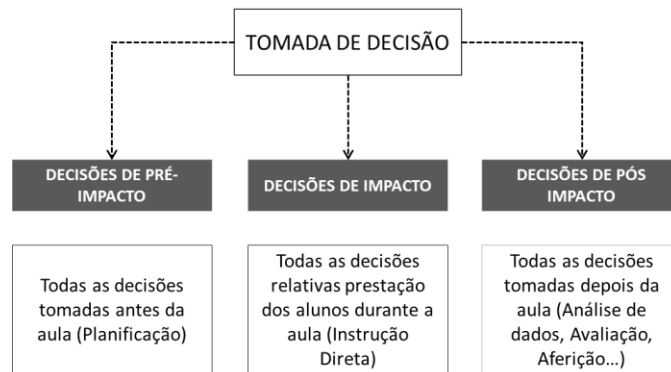 TOMADA DE DECISÃO
DECISÕES DE PRÉ-
IMPACTO
DECISÕES DE IMPACTO
DECISÕES DE PÓS
IMPACTO
Todas as decisões
tomadas antes da
aula (Planificação)
Todas as decisões
relativas prestação
dos alunos durante a
aula (Instrução
Direta)
Todas as decisões
tomadas depois da
aula (Análise de
dados, Avaliação,
Aferição...)